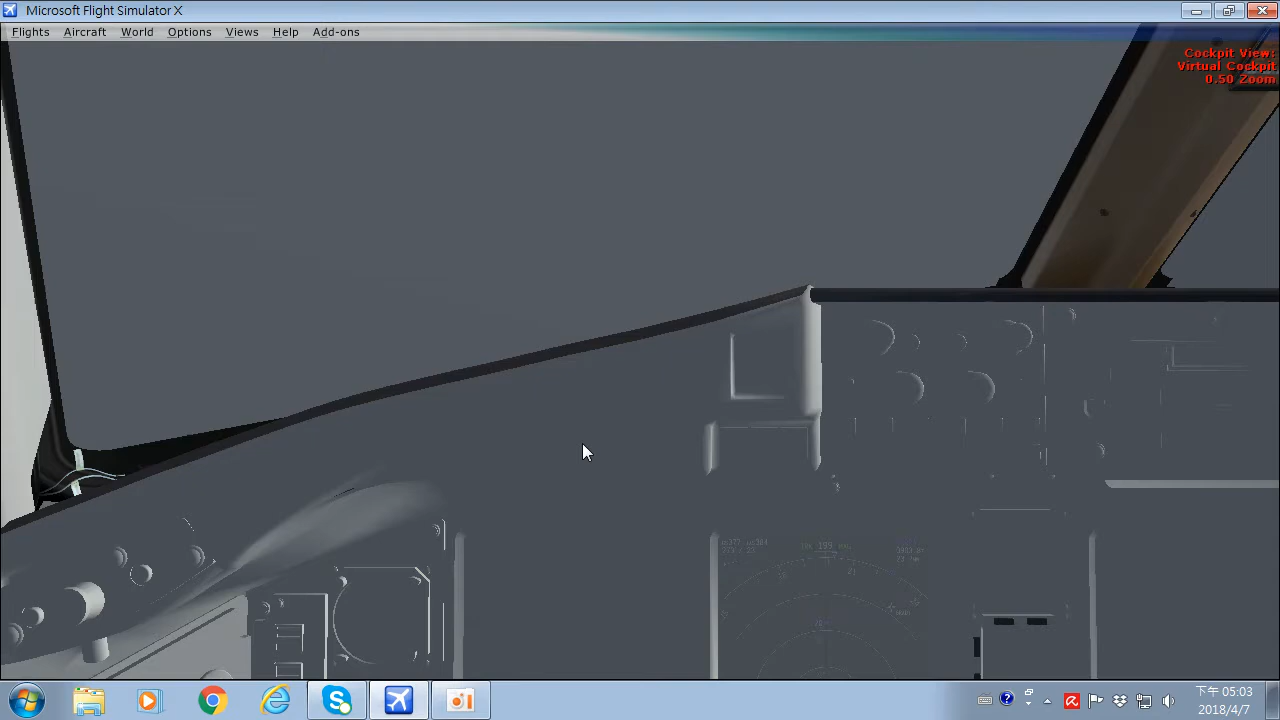 Microsoft Flight Simulator X
Flights Aircraft World Options Views Help Add-ons
Cockpit View:
Virtual Cockpit
0.50 Zoom
下午 05:03
2018/4/7